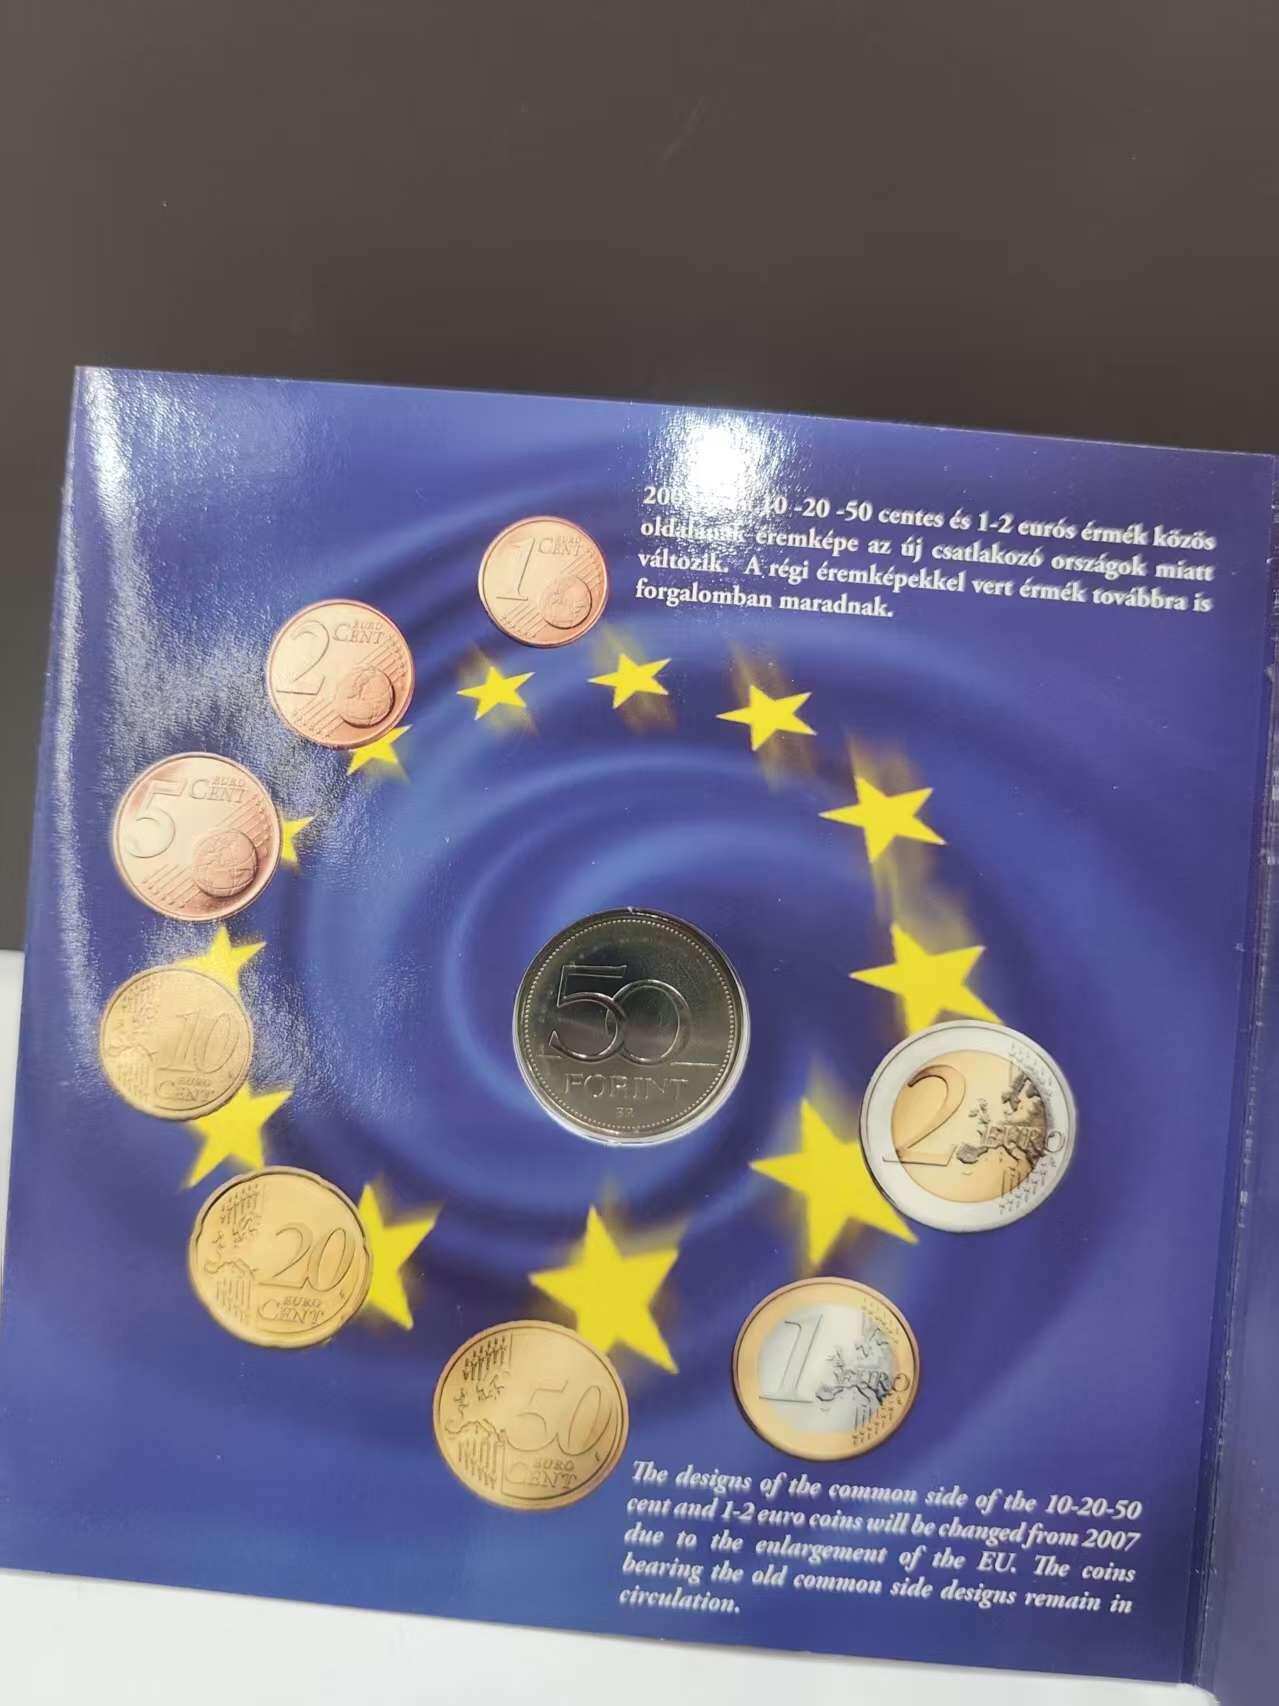 10 -20 -50 centes és 1-2 eurós érmék közös
oldalának éremképe az új csatlakozó országok miatt
változik. A régi éremképekkel vert érmék továbbra is
forgalomban maradnak.
1 EURO CENT
2 EURO CENT
5 EURO CENT
10 EURO CENT
20 EURO CENT
50 EURO CENT
50
FORINT
BP.
2 EURO
1 EURO
The designs of the common side of the 10-20-50
cent and 1-2 euro coins will be changed from 2007
due to the enlargement of the EU. The coins
bearing the old common side designs remain in
circulation.